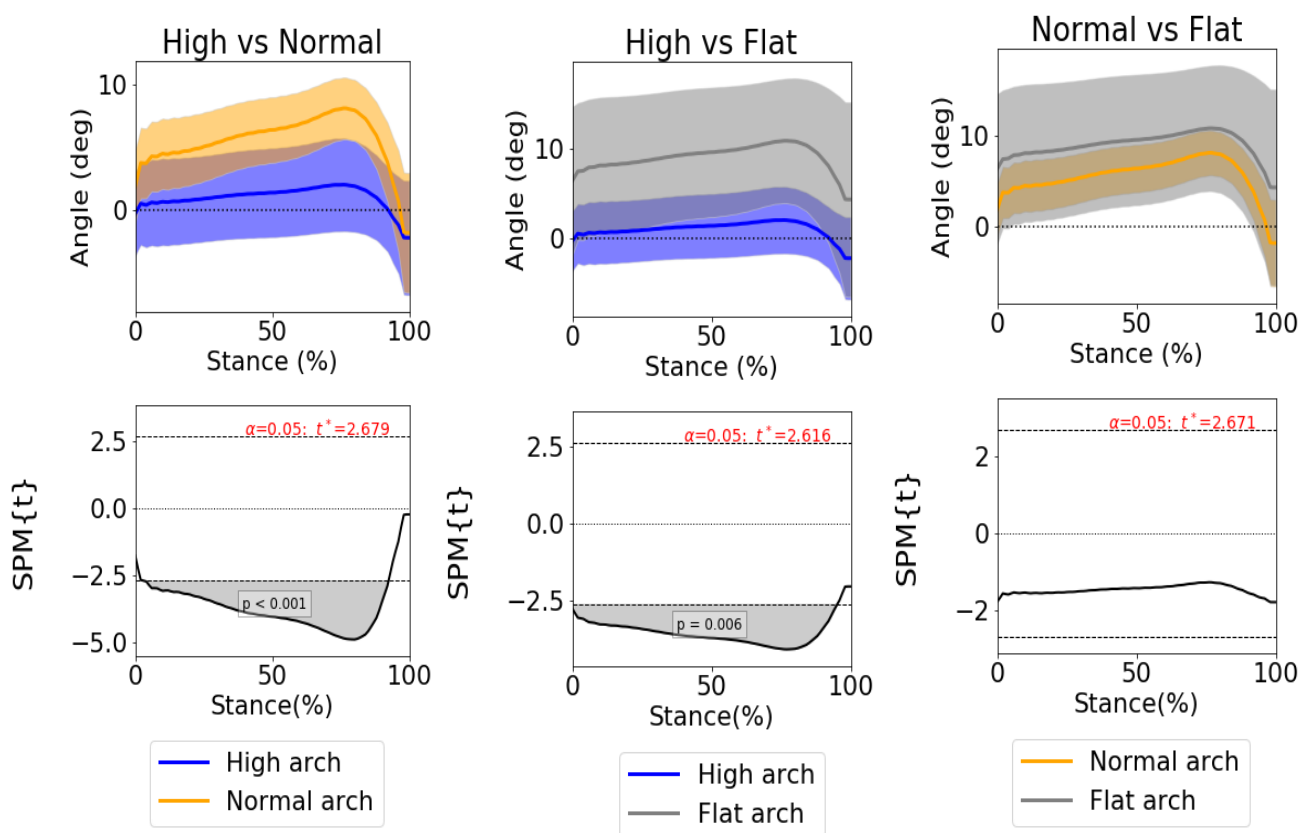 High vs Normal
High vs Flat
Normal vs Flat
10
0
Angle (deg)
0
50
100
Stance (%)
10
0
Angle (deg)
0
50
100
Stance (%)
10
0
Angle (deg)
0
50
100
Stance (%)
α=0.05: t*=2.679
2.5
0.0
−2.5
−5.0
SPM{t}
p < 0.001
0
50
100
Stance(%)
α=0.05: t*=2.616
2.5
0.0
−2.5
SPM{t}
p = 0.006
0
50
100
Stance(%)
α=0.05: t*=2.671
2
0
−2
SPM{t}
0
50
100
Stance(%)
High arch
Normal arch
High arch
Flat arch
Normal arch
Flat arch